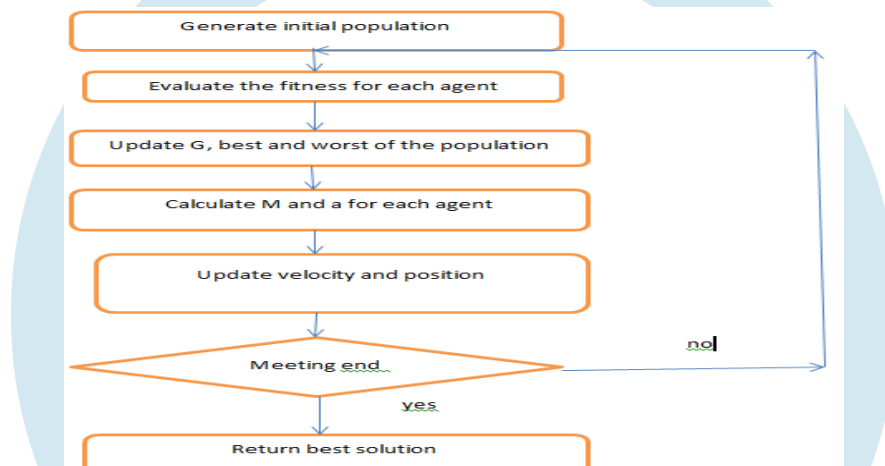 Generate initial population
Evaluate the fitness for each agent
Update G, best and worst of the population
Calculate M and a for each agent
Update velocity and position
Meeting end
no
yes
Return best solution